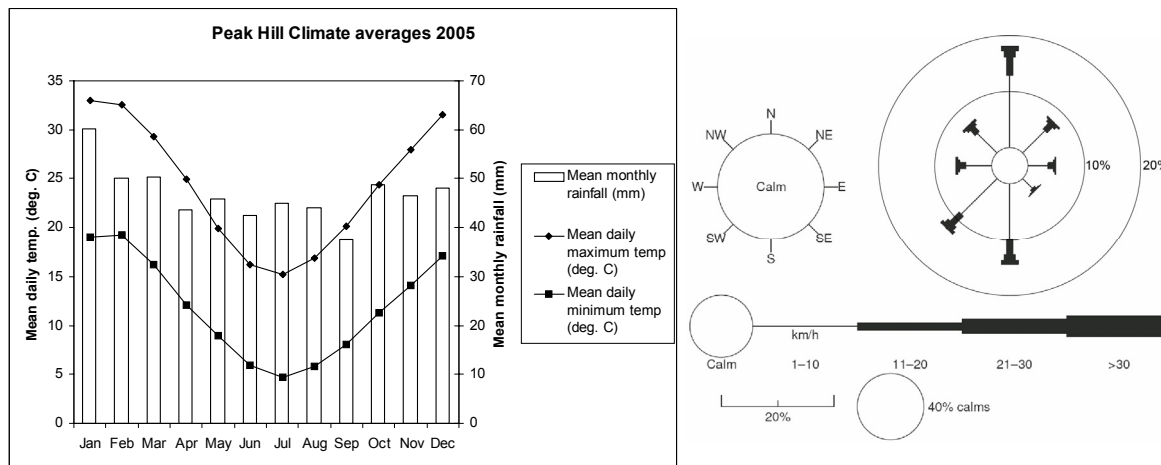 Peak Hill Climate averages 2005
Mean daily temp. (deg. C)
35
30
25
20
15
10
5
0
70
60
50
40
30
20
10
0
Mean monthly rainfall (mm)
Jan Feb Mar Apr May Jun Jul Aug Sep Oct Nov Dec
Mean monthly
rainfall (mm)
Mean daily
maximum temp
(deg. C)
Mean daily
minimum temp
(deg. C)
N
NW NE
W Calm E
SW SE
S
10% 20%
km/h
Calm 1–10 11–20 21–30 >30
20%
40% calms